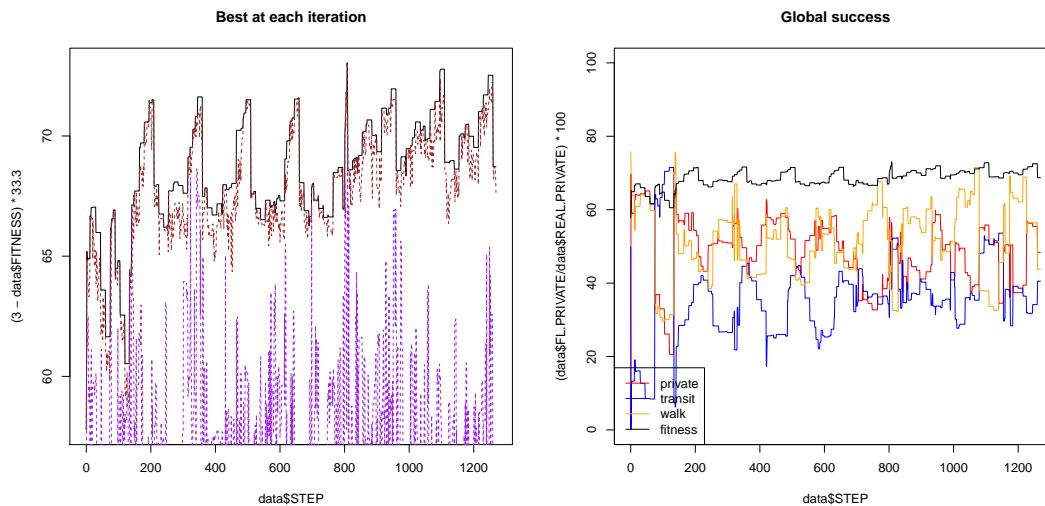 Best at each iteration
(3 − data$FITNESS) * 33.3
70
65
60
0 200 400 600 800 1000 1200
data$STEP
Global success
(data$FL.PRIVATE/data$REAL.PRIVATE) * 100
100
80
60
40
20
0
private
transit
walk
fitness
0 200 400 600 800 1000 1200
data$STEP